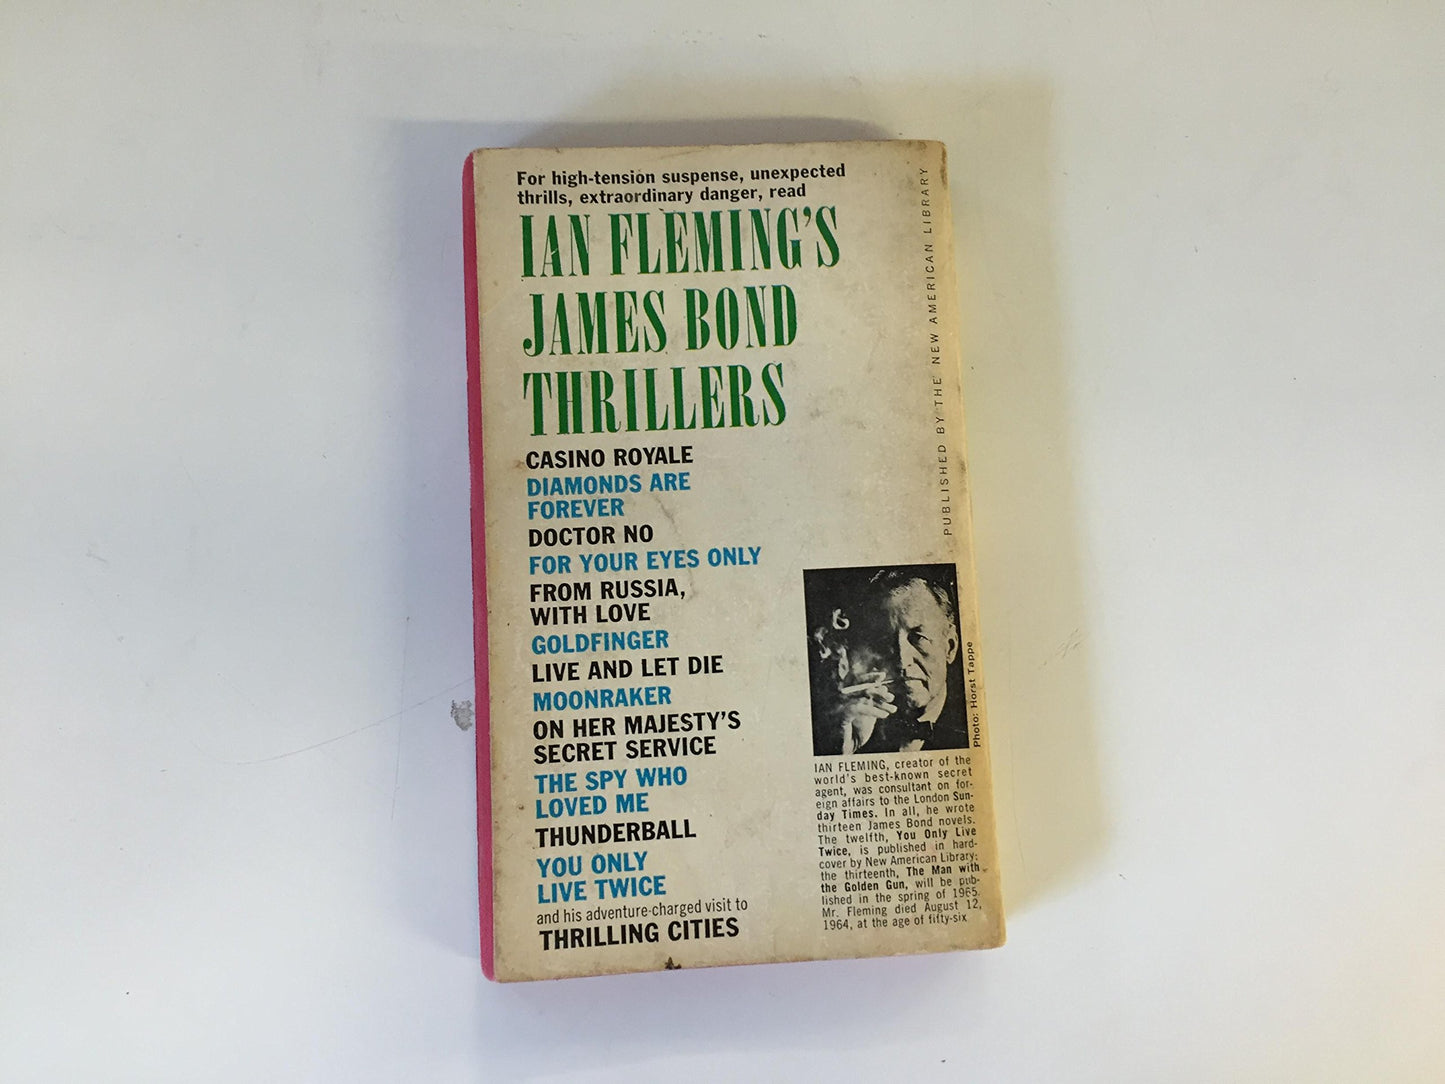 For high-tension suspense, unexpected
thrills, extraordinary danger, read
IAN FLEMING'S
JAMES BOND
THRILLERS
CASINO ROYALE
DIAMONDS ARE
FOREVER
DOCTOR NO
FOR YOUR EYES ONLY
FROM RUSSIA,
WITH LOVE
GOLDFINGER
LIVE AND LET DIE
MOONRAKER
ON HER MAJESTY'S
SECRET SERVICE
THE SPY WHO
LOVED ME
THUNDERBALL
YOU ONLY
LIVE TWICE
and his adventure-charged visit to
THRILLING CITIES
PUBLISHED BY THE NEW AMERICAN LIBRARY
Photo: Horst Tappe
IAN FLEMING, creator of the
world's best-known secret
agent, was consultant on for-
eign affairs to the London Sun-
day Times. In all, he wrote
thirteen James Bond novels.
The twelfth, You Only Live
Twice, is published in hard-
cover by New American Library;
the thirteenth, The Man with
the Golden Gun, will be pub-
lished in the spring of 1965.
Mr. Fleming died August 12,
1964, at the age of fifty-six